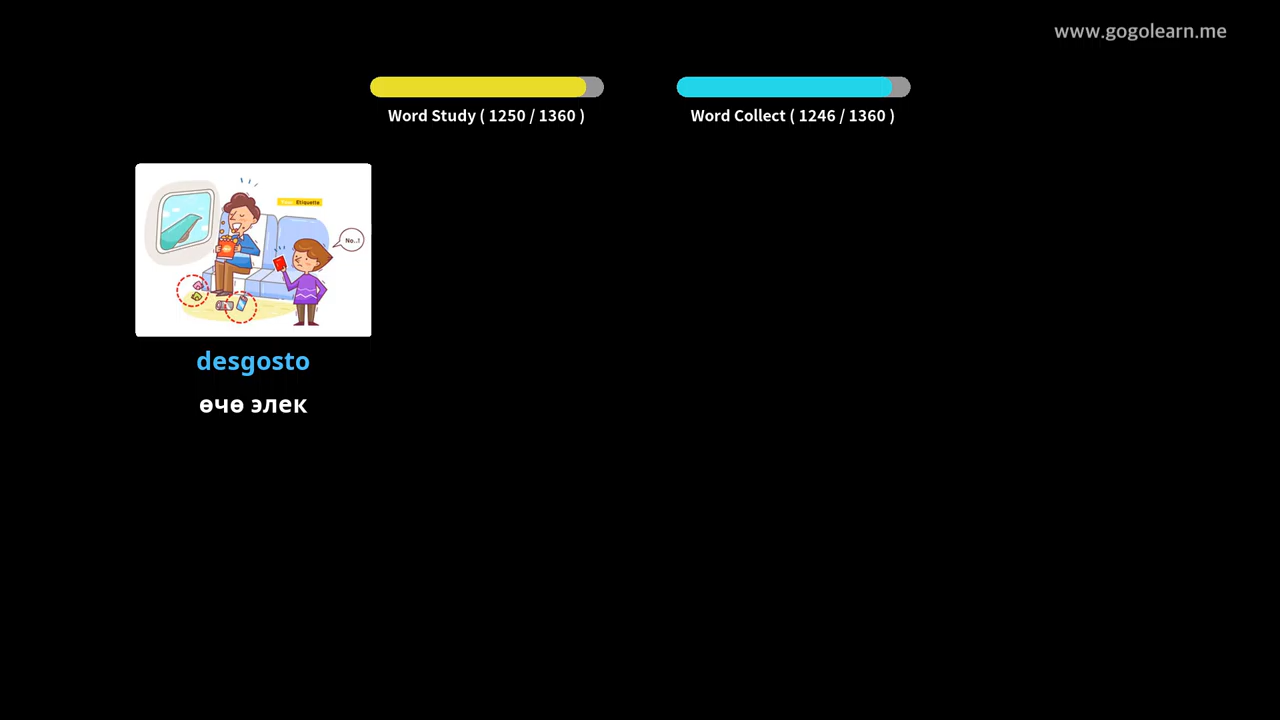 www.gogolearn.me
Word Study ( 1250 / 1360 )
Word Collect ( 1246 / 1360 )
Etiquette
No..!
desgosto
өчө элек